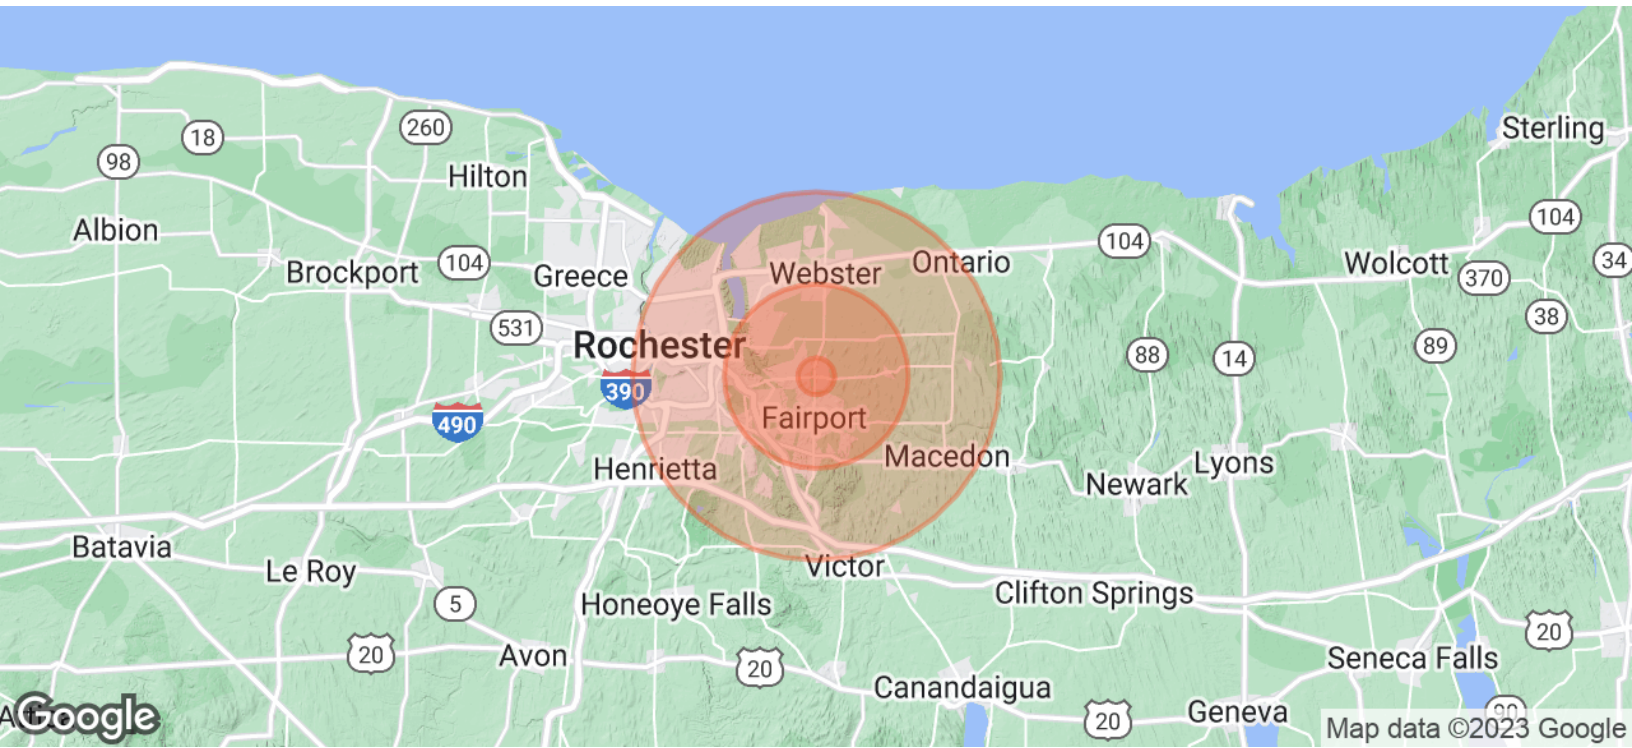 Sterling
260
18
98
Hilton
104
Albion
104
34
Ontario
Wolcott
Brockport
104
Greece
Webster
370
38
531
Rochester
88
14
89
390
490
Fairport
Henrietta
Macedon
Lyons
Newark
Batavia
Le Roy
Victor
Clifton Springs
5
Honeoye Falls
20
20
Avon
20
Seneca Falls
Canandaigua
20
Geneva
90
Google
Map data ©2023 Google